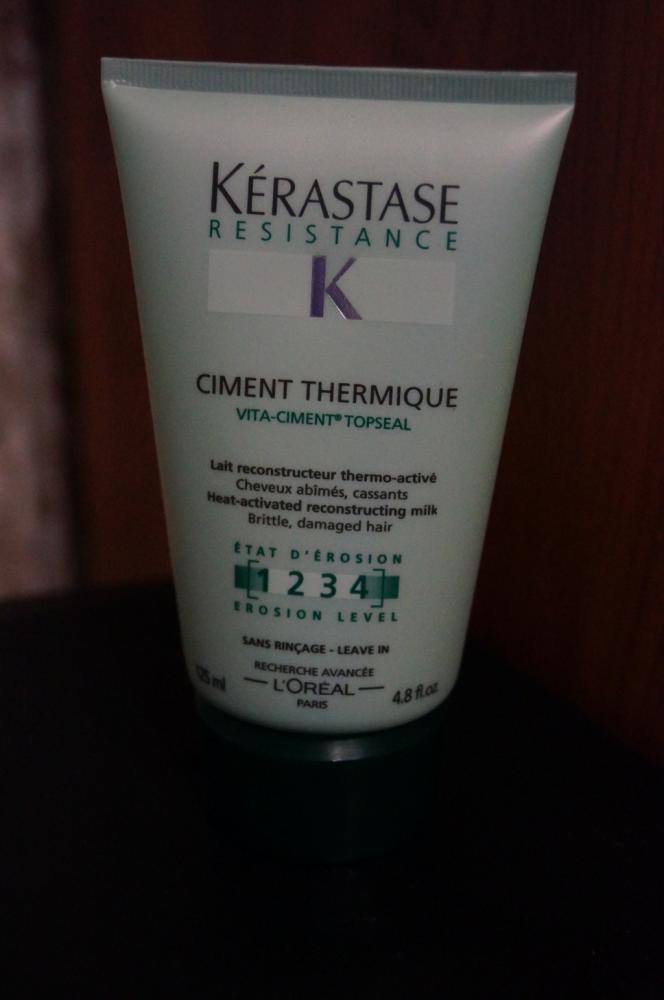 KÉRASTASE
RESISTANCE
K
CIMENT THERMIQUE
VITA-CIMENT® TOPSEAL
Lait reconstructeur thermo-activé
Cheveux abîmés, cassants
Heat-activated reconstructing milk
Brittle, damaged hair
ÉTAT D'ÉROSION
[1 2 3 4]
EROSION LEVEL
SANS RINÇAGE - LEAVE IN
RECHERCHE AVANCÉE
L'ORÉAL
PARIS
125 ml
4.8 fl.oz.